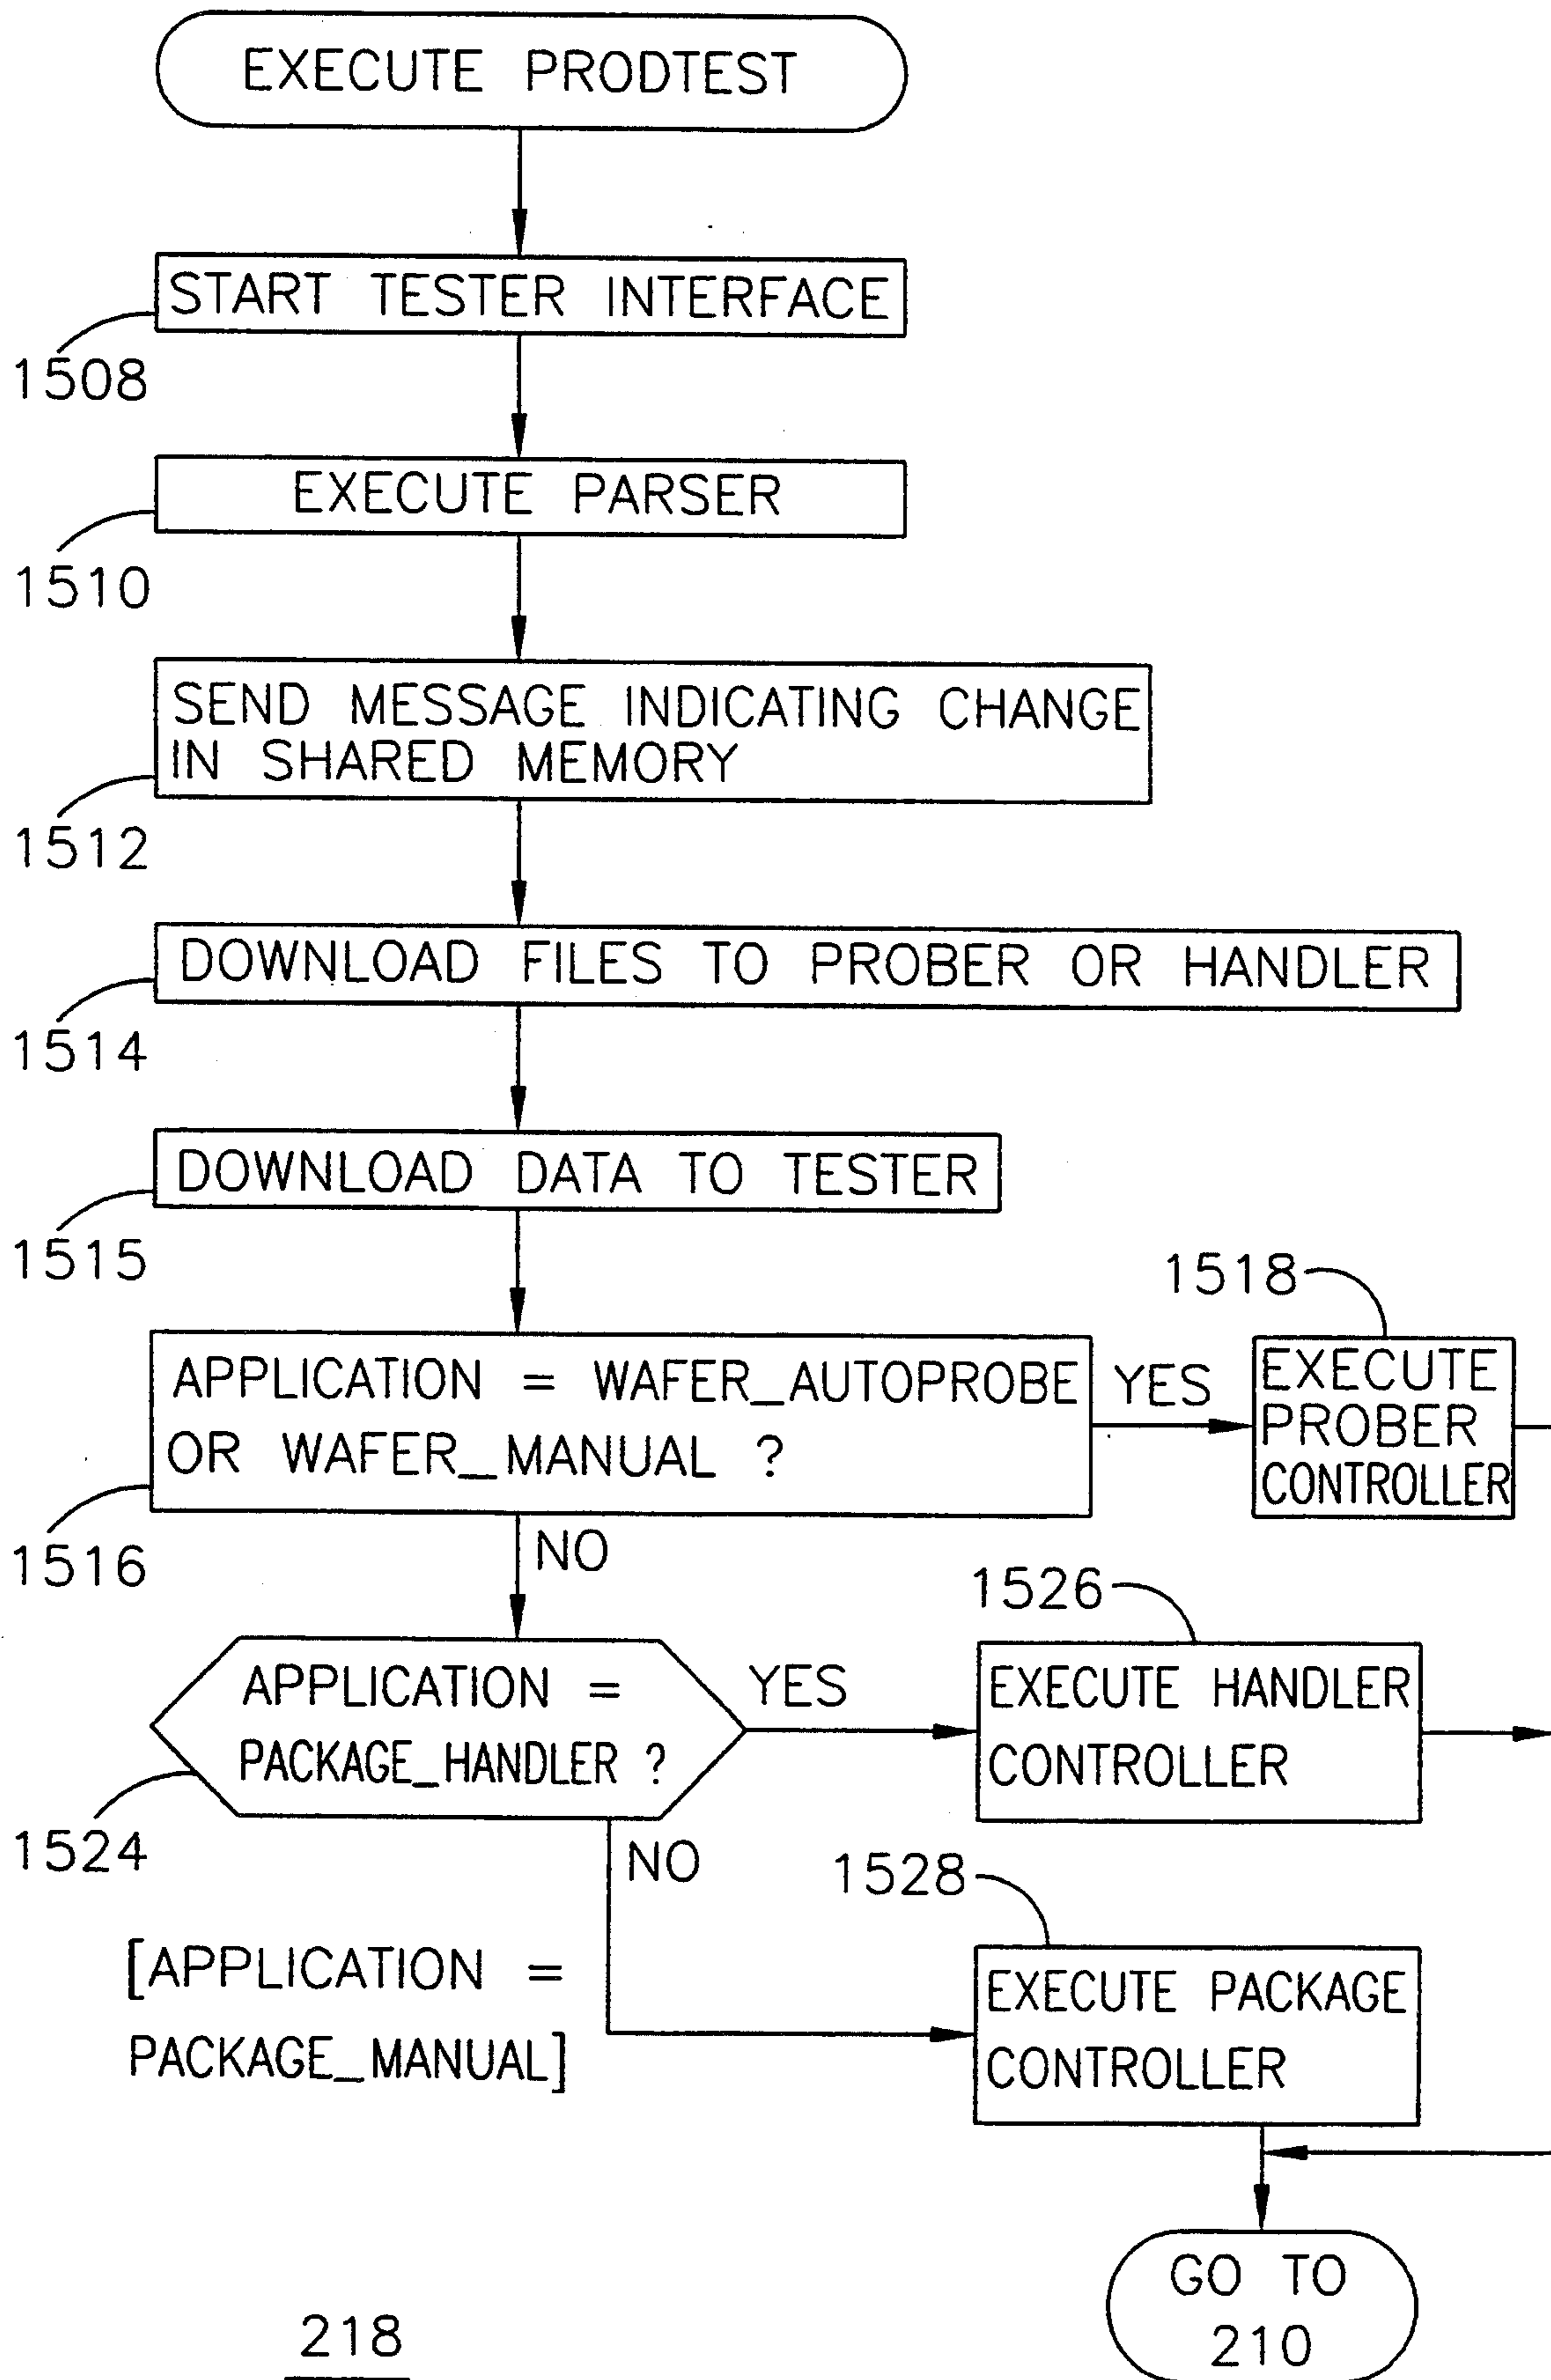 EXECUTE PRODTEST
START TESTER INTERFACE
1508
EXECUTE PARSER
1510
SEND MESSAGE INDICATING CHANGE
IN SHARED MEMORY
1512
DOWNLOAD FILES TO PROBER OR HANDLER
1514
DOWNLOAD DATA TO TESTER
1515
1518
APPLICATION = WAFER_AUTOPROBE
OR WAFER_MANUAL ?
YES
EXECUTE
PROBER
CONTROLLER
1516
NO
1526
APPLICATION =
PACKAGE_HANDLER ?
YES
EXECUTE HANDLER
CONTROLLER
1524
NO
1528
[APPLICATION =
PACKAGE_MANUAL]
EXECUTE PACKAGE
CONTROLLER
GO TO
210
218